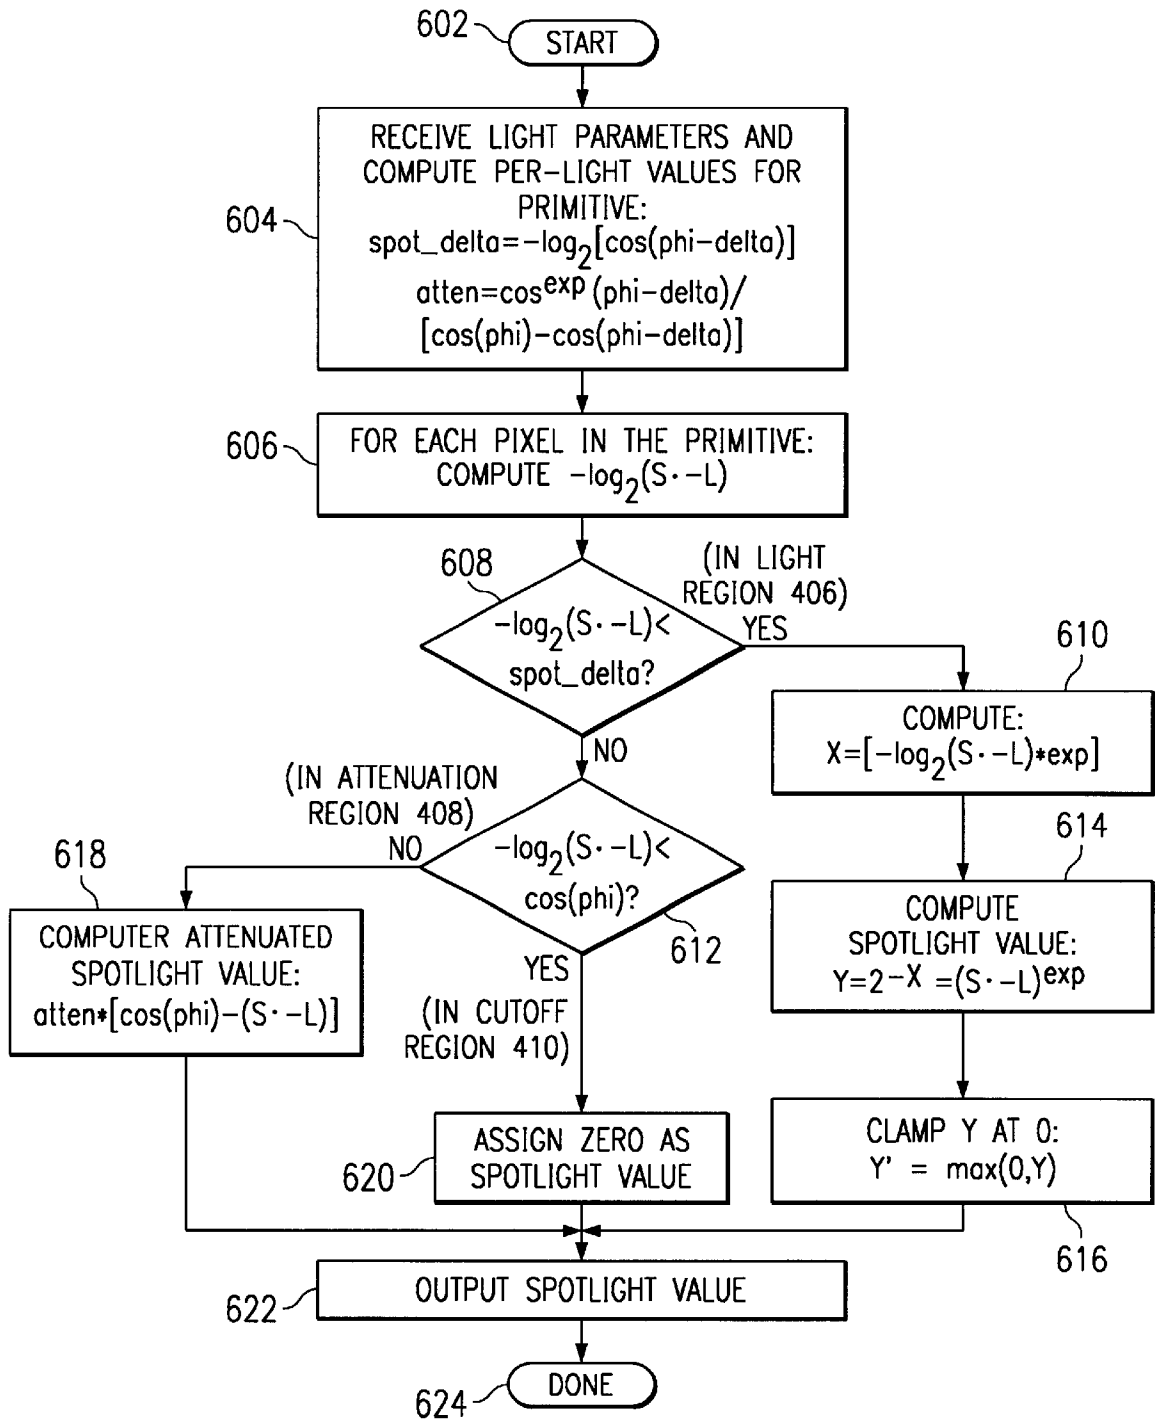 602
START
RECEIVE LIGHT PARAMETERS AND
COMPUTE PER-LIGHT VALUES FOR
PRIMITIVE:
spot_delta=-log2[cos(phi-delta)]
atten=cos^exp(phi-delta)/
[cos(phi)-cos(phi-delta)]
604
FOR EACH PIXEL IN THE PRIMITIVE:
COMPUTE -log2(S·-L)
606
608
-log2(S·-L)<
spot_delta?
(IN LIGHT
REGION 406)
YES
NO
610
COMPUTE:
X=[-log2(S·-L)*exp]
(IN ATTENUATION
REGION 408)
NO
-log2(S·-L)<
cos(phi)?
612
YES
(IN CUTOFF
REGION 410)
614
COMPUTE
SPOTLIGHT VALUE:
Y=2^-X =(S·-L)^exp
618
COMPUTER ATTENUATED
SPOTLIGHT VALUE:
atten*[cos(phi)-(S·-L)]
CLAMP Y AT 0:
Y' = max(0,Y)
616
ASSIGN ZERO AS
SPOTLIGHT VALUE
620
OUTPUT SPOTLIGHT VALUE
622
DONE
624